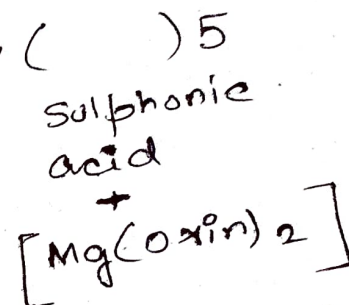 ( ) 5
Sulphonic
acid
+
[Mg(Oxin) 2]